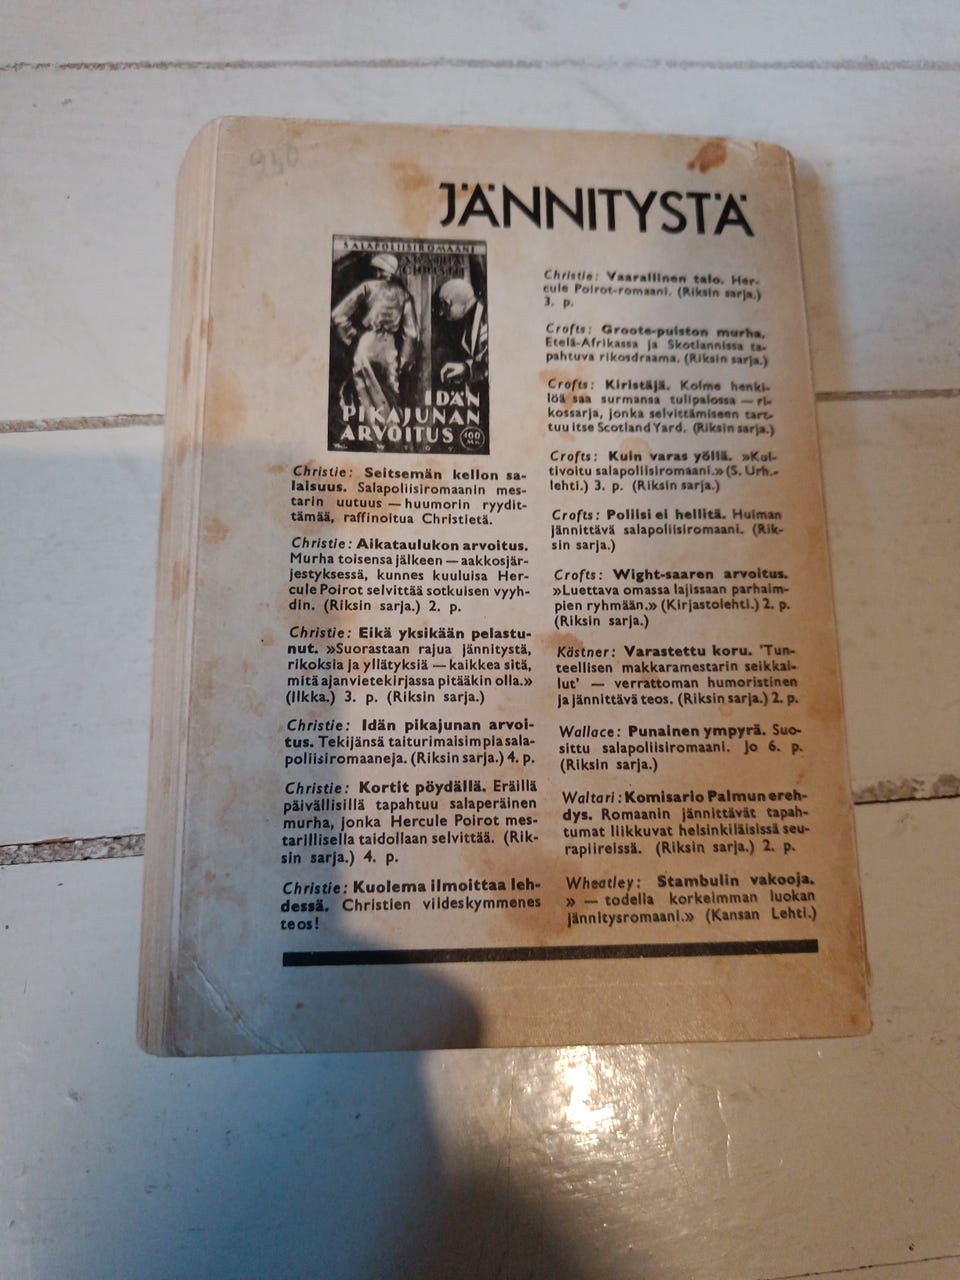 JÄNNITYSTÄ
SALAPOLIISIROMAANI
AGATHA
CHRISTIE
IDÄN
PIKAJUNAN
ARVOITUS
100
MK
WSOY
Christie: Seitsemän kellon sa-
laisuus. Salapoliisiromaanin mes-
tarin uutuus — huumorin ryydit-
tämää, raffinoitua Christietä.
Christie: Aikataulukon arvoitus.
Murha toisensa jälkeen — aakkosjär-
jestyksessä, kunnes kuuluisa Her-
cule Poirot selvittää sotkuisen vyyh-
din. (Riksin sarja.) 2. p.
Christie: Eikä yksikään pelastu-
nut. »Suorastaan rajua jännitystä,
rikoksia ja yllätyksiä — kaikkea sitä,
mitä ajanvietekirjassa pitääkin olla.»
(Ilkka.) 3. p. (Riksin sarja.)
Christie: Idän pikajunan arvoi-
tus. Tekijänsä taiturimaisimpia sala-
poliisiromaaneja. (Riksin sarja.) 4. p.
Christie: Kortit pöydällä. Eräillä
päivällisillä tapahtuu salaperäinen
murha, jonka Hercule Poirot mes-
tarillisella taidollaan selvittää. (Rik-
sin sarja.) 4. p.
Christie: Kuolema ilmoittaa leh-
dessä. Christien viideskymmenes
teos!
Christie: Vaarallinen talo. Her-
cule Poirot-romaani. (Riksin sarja.)
3. p.
Crofts: Groote-puiston murha.
Etelä-Afrikassa ja Skotlannissa ta-
pahtuva rikosdraama. (Riksin sarja.)
Crofts: Kiristäjä. Kolme henki-
löä saa surmansa tulipalossa — ri-
kossarja, jonka selvittämiseen tart-
tuu itse Scotland Yard. (Riksin sarja.)
Crofts: Kuin varas yöllä. »Kul-
tivoitu salapoliisiromaani.» (S. Urh.-
lehti.) 3. p. (Riksin sarja.)
Crofts: Poliisi ei hellitä. Huiman
jännittävä salapoliisiromaani. (Rik-
sin sarja.)
Crofts: Wight-saaren arvoitus.
»Luettava omassa lajissaan parhaim-
pien ryhmään.» (Kirjastolehti.) 2. p.
(Riksin sarja.)
Kästner: Varastettu koru. 'Tun-
teellisen makkaramestarin seikkai-
lut' — verrattoman humoristinen
ja jännittävä teos. (Riksin sarja.) 2. p.
Wallace: Punainen ympyrä. Suo-
sittu salapoliisiromaani. Jo 6. p.
(Riksin sarja.)
Waltari: Komisario Palmun ereh-
dys. Romaanin jännittävät tapah-
tumat liikkuvat helsinkiläisissä seu-
rapiireissä. (Riksin sarja.) 2. p.
Wheatley: Stambulin vakooja.
» — todella korkeimman luokan
jännitysromaani.» (Kansan Lehti.)